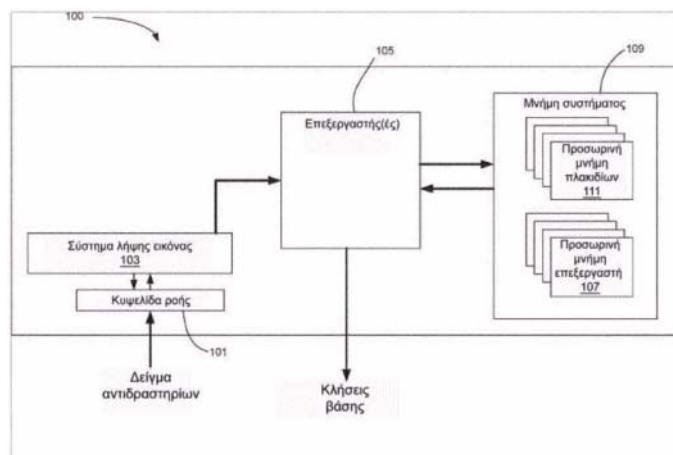 100
105
109
Επεξεργαστής(ές)
Μνήμη συστήματος
Προσωρινή
μνήμη
πλακιδίων
111
Προσωρινή
μνήμη
επεξεργαστή
107
Σύστημα λήψης εικόνας
103
Κυψελίδα ροής
101
Δείγμα
αντιδραστηρίων
Κλήσεις
βάσης